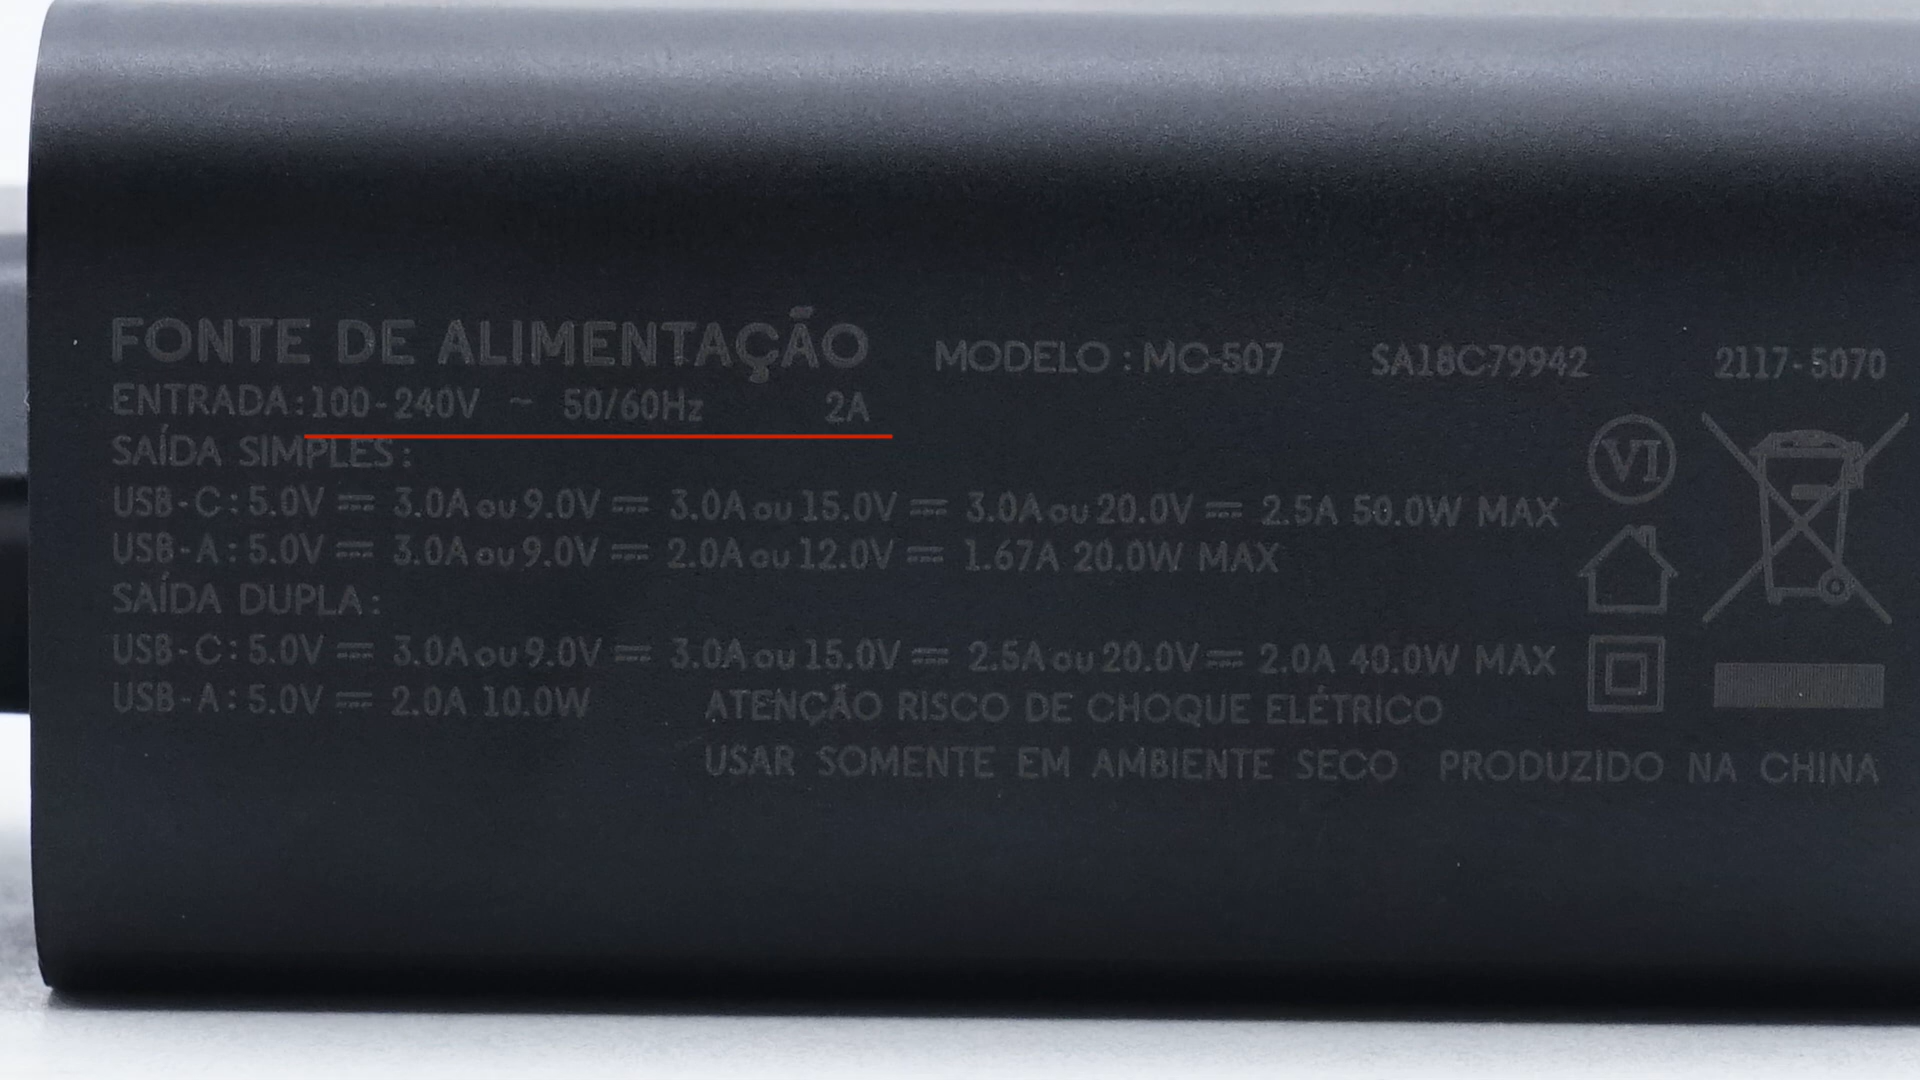 FONTE DE ALIMENTAÇÃO MODELO : MC-507 SA18C79942 2117-5070
ENTRADA:100-240V ~ 50/60Hz 2A
SAÍDA SIMPLES:
USB-C: 5.0V ⎓ 3.0A ou 9.0V ⎓ 3.0A ou 15.0V ⎓ 3.0A ou 20.0V ⎓ 2.5A 50.0W MAX
USB-A: 5.0V ⎓ 3.0A ou 9.0V ⎓ 2.0A ou 12.0V ⎓ 1.67A 20.0W MAX
SAÍDA DUPLA:
USB-C: 5.0V ⎓ 3.0A ou 9.0V ⎓ 3.0A ou 15.0V ⎓ 2.5A ou 20.0V ⎓ 2.0A 40.0W MAX
USB-A: 5.0V ⎓ 2.0A 10.0W
ATENÇÃO RISCO DE CHOQUE ELÉTRICO
USAR SOMENTE EM AMBIENTE SECO PRODUZIDO NA CHINA
VI